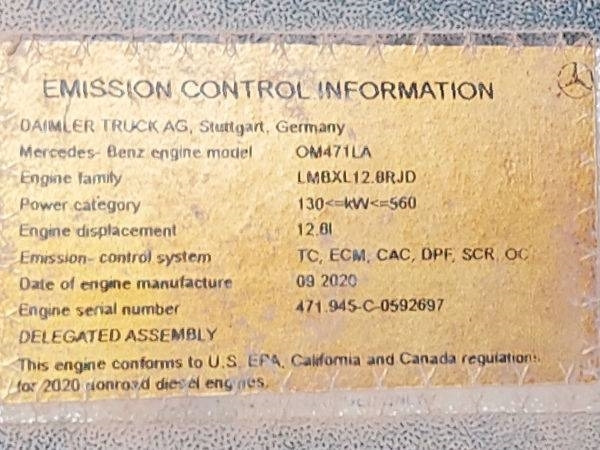 EMISSION CONTROL INFORMATION
DAIMLER TRUCK AG, Stuttgart, Germany
Mercedes- Benz engine model OM471LA
Engine family LMBXL12.8RJD
Power category 130<=kW<=560
Engine displacement 12.8l
Emission- control system TC, ECM, CAC, DPF, SCR, OC
Date of engine manufacture 09 2020
Engine serial number 471.945-C-0592697
DELEGATED ASSEMBLY
This engine conforms to U.S. EPA, California and Canada regulations
for 2020 nonroad diesel engines.